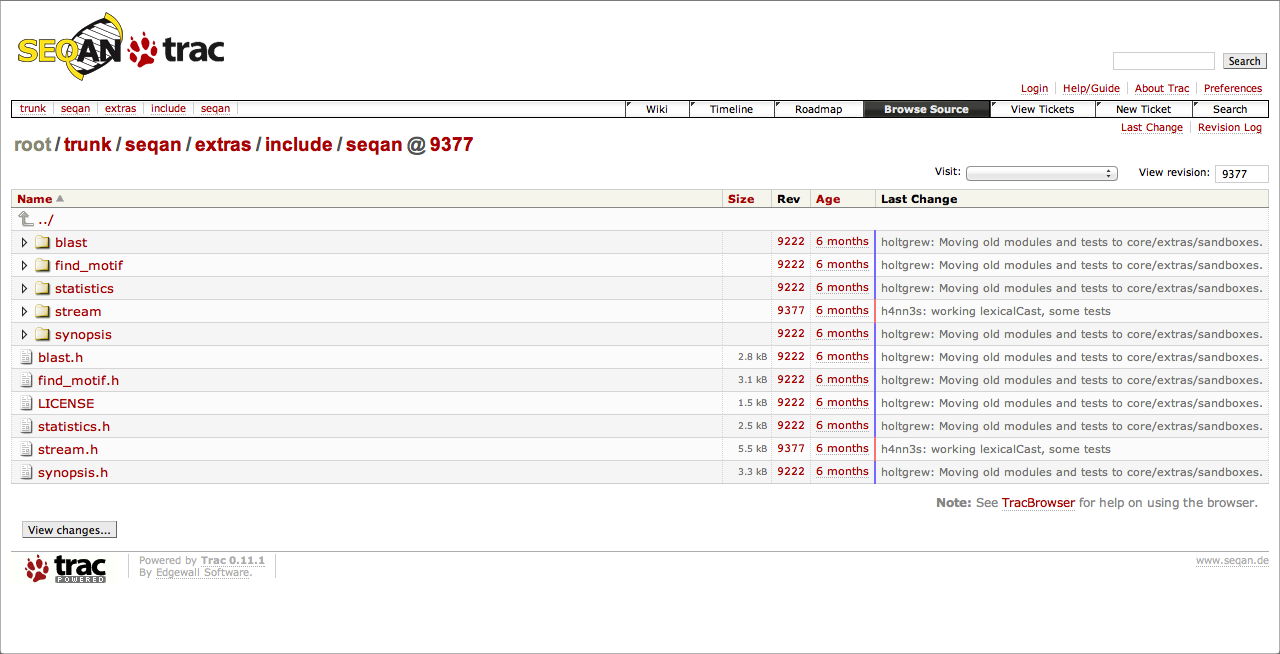 SEQAN trac
Search
Login Help/Guide About Trac Preferences
trunk seqan extras include seqan Wiki Timeline Roadmap Browse Source View Tickets New Ticket Search
Last Change Revision Log
root / trunk / seqan / extras / include / seqan @ 9377
Visit: View revision: 9377
Name Size Rev Age Last Change
../
blast 9222 6 months holtgrew: Moving old modules and tests to core/extras/sandboxes.
find_motif 9222 6 months holtgrew: Moving old modules and tests to core/extras/sandboxes.
statistics 9222 6 months holtgrew: Moving old modules and tests to core/extras/sandboxes.
stream 9377 6 months h4nn3s: working lexicalCast, some tests
synopsis 9222 6 months holtgrew: Moving old modules and tests to core/extras/sandboxes.
blast.h 2.8 kB 9222 6 months holtgrew: Moving old modules and tests to core/extras/sandboxes.
find_motif.h 3.1 kB 9222 6 months holtgrew: Moving old modules and tests to core/extras/sandboxes.
LICENSE 1.5 kB 9222 6 months holtgrew: Moving old modules and tests to core/extras/sandboxes.
statistics.h 2.5 kB 9222 6 months holtgrew: Moving old modules and tests to core/extras/sandboxes.
stream.h 5.5 kB 9377 6 months h4nn3s: working lexicalCast, some tests
synopsis.h 3.3 kB 9222 6 months holtgrew: Moving old modules and tests to core/extras/sandboxes.
Note: See TracBrowser for help on using the browser.
View changes...
trac POWERED
Powered by Trac 0.11.1
By Edgewall Software.
www.seqan.de